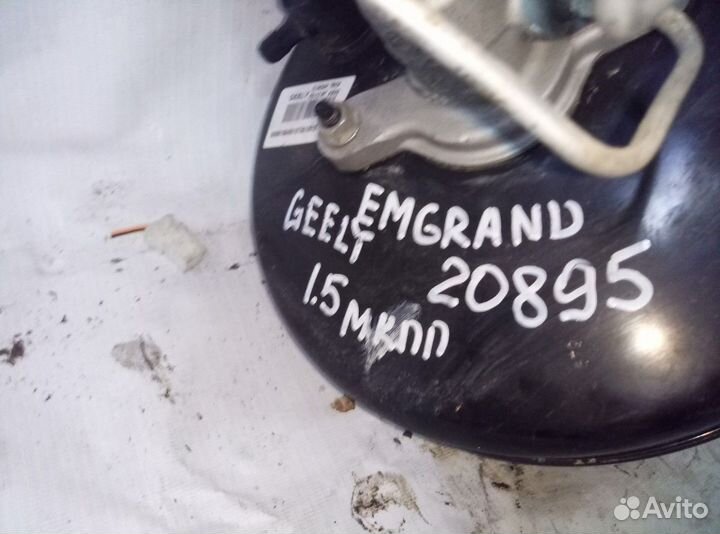 GEELY EMGRAND
1.5 МКПП 20895
Avito